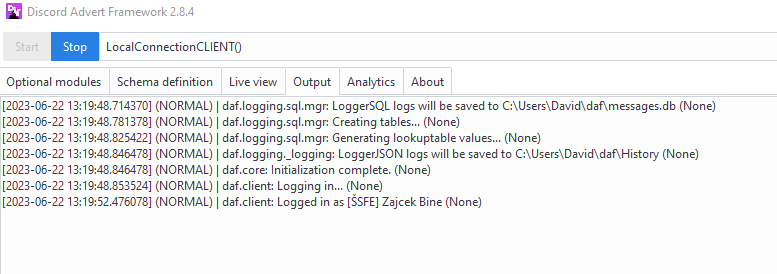 Discord Advert Framework 2.8.4
Start Stop LocalConnectionCLIENT()
Optional modules Schema definition Live view Output Analytics About
[2023-06-22 13:19:48.714370] (NORMAL) | daf.logging.sql.mgr: LoggerSQL logs will be saved to C:\Users\David\daf\messages.db (None)
[2023-06-22 13:19:48.781378] (NORMAL) | daf.logging.sql.mgr: Creating tables... (None)
[2023-06-22 13:19:48.825422] (NORMAL) | daf.logging.sql.mgr: Generating lookuptable values... (None)
[2023-06-22 13:19:48.846478] (NORMAL) | daf.logging._logging: LoggerJSON logs will be saved to C:\Users\David\daf\History (None)
[2023-06-22 13:19:48.846478] (NORMAL) | daf.core: Initialization complete. (None)
[2023-06-22 13:19:48.853524] (NORMAL) | daf.client: Logging in... (None)
[2023-06-22 13:19:52.476078] (NORMAL) | daf.client: Logged in as [ŠSFE] Zajcek Bine (None)